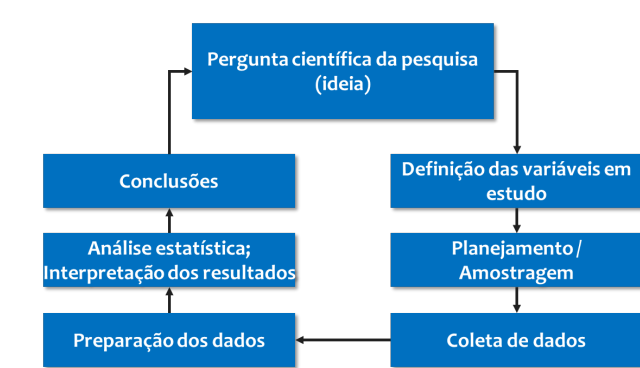 Pergunta científica da pesquisa
(ideia)
Definição das variáveis em
estudo
Planejamento /
Amostragem
Coleta de dados
Preparação dos dados
Análise estatística;
Interpretação dos resultados
Conclusões